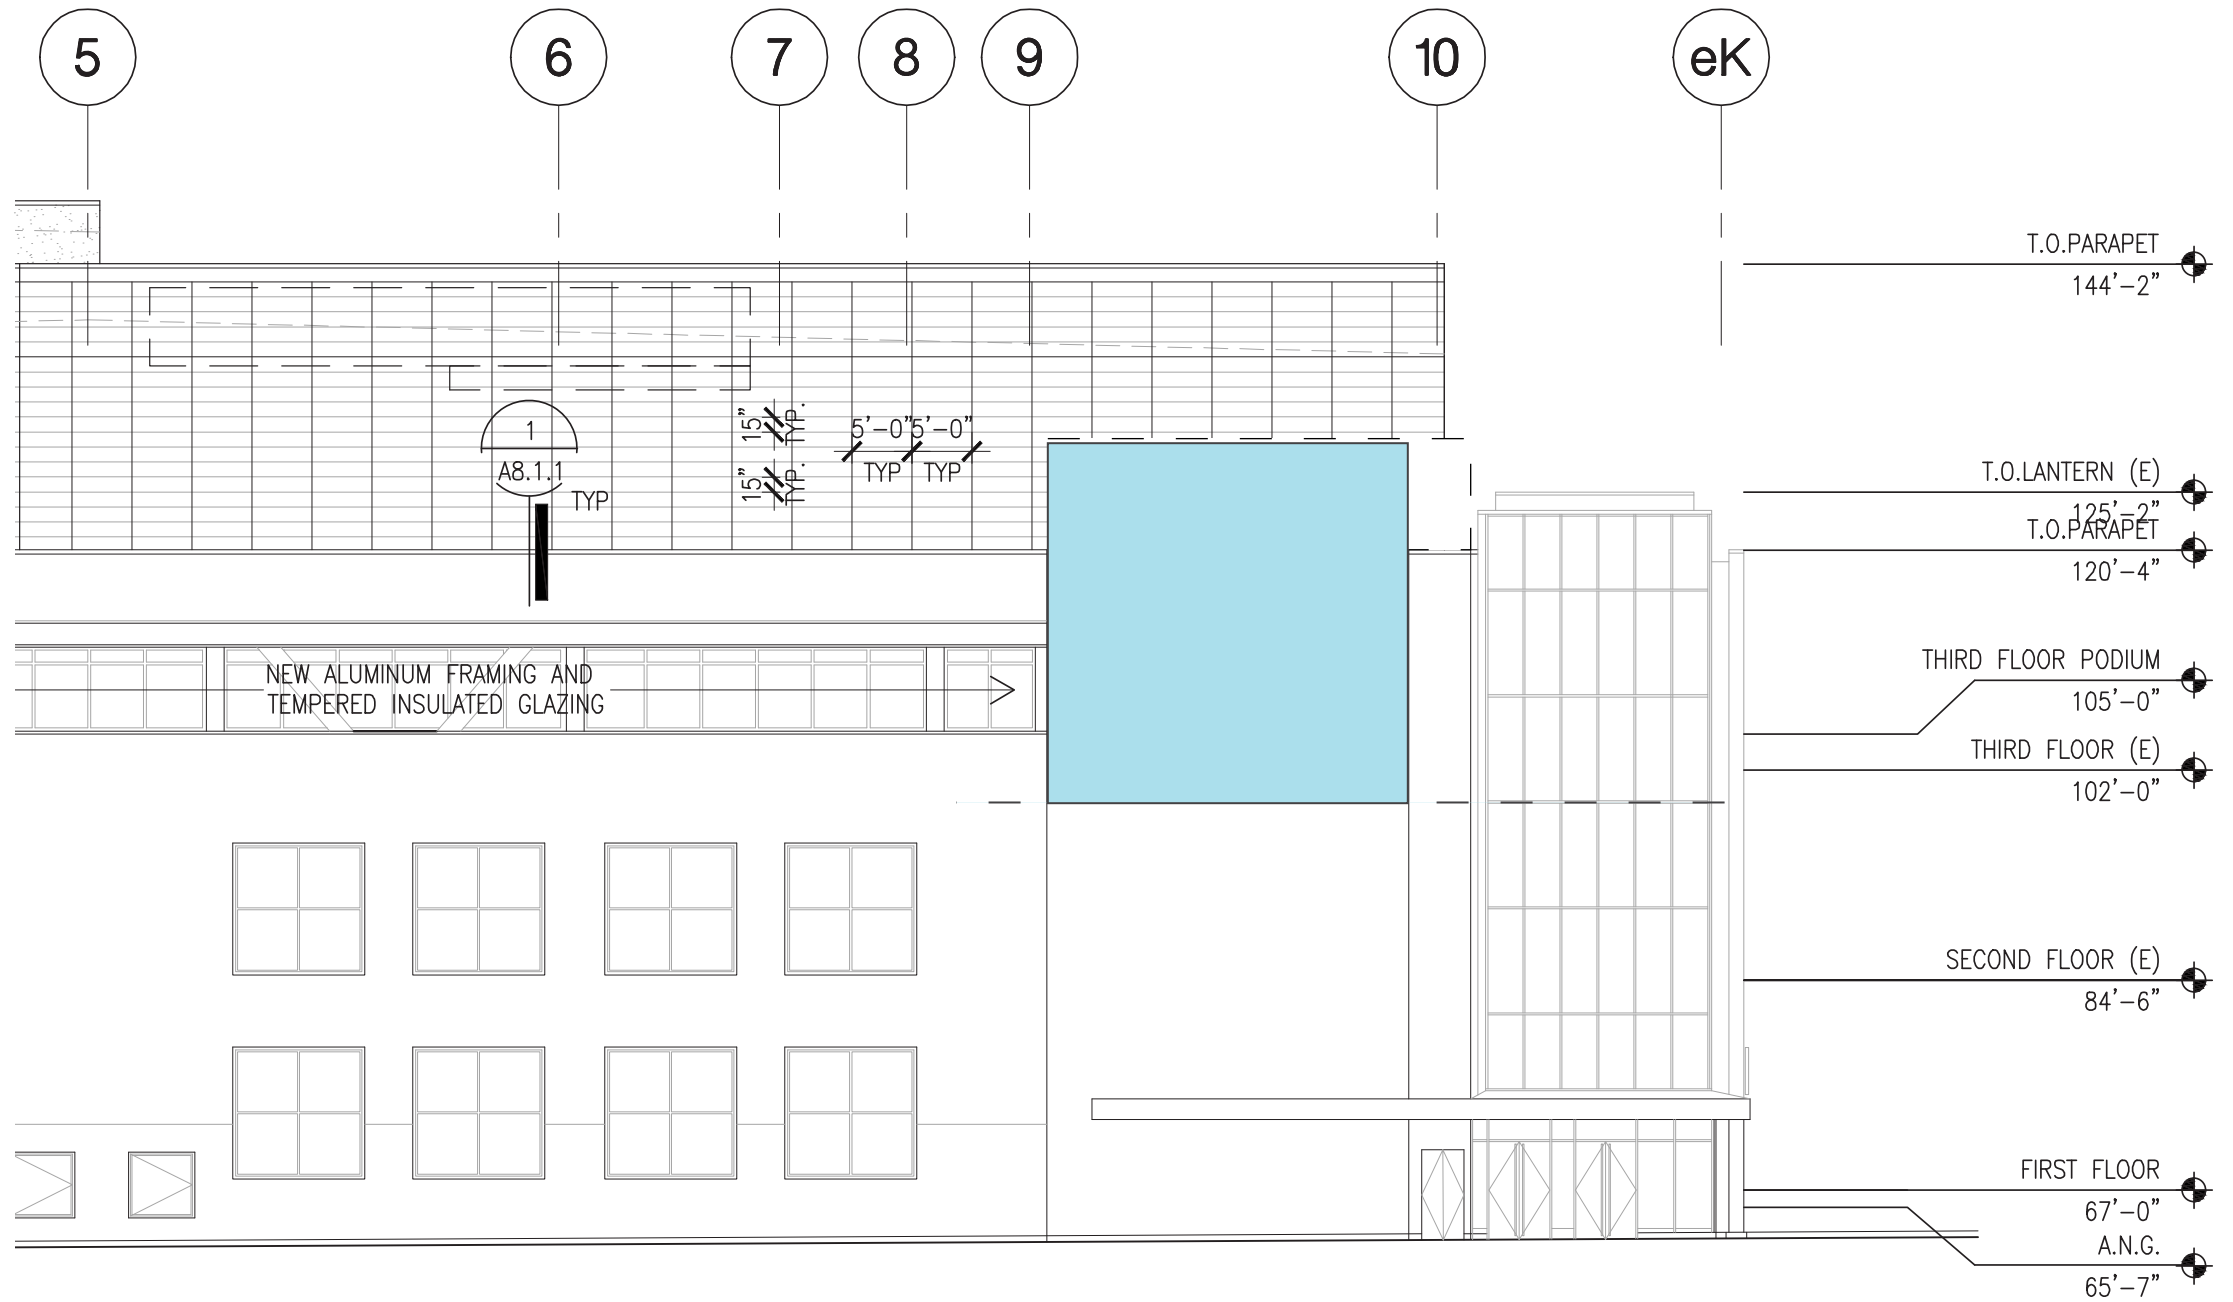 5 6 7 8 9 10 eK
T.O.PARAPET
144'-2"
15" TYP.
5'-0" 5'-0"
TYP TYP
1
A8.1.1
TYP
15" TYP.
T.O.LANTERN (E)
125'-2"
T.O.PARAPET
120'-4"
NEW ALUMINUM FRAMING AND
TEMPERED INSULATED GLAZING
THIRD FLOOR PODIUM
105'-0"
THIRD FLOOR (E)
102'-0"
SECOND FLOOR (E)
84'-6"
FIRST FLOOR
67'-0"
A.N.G.
65'-7"